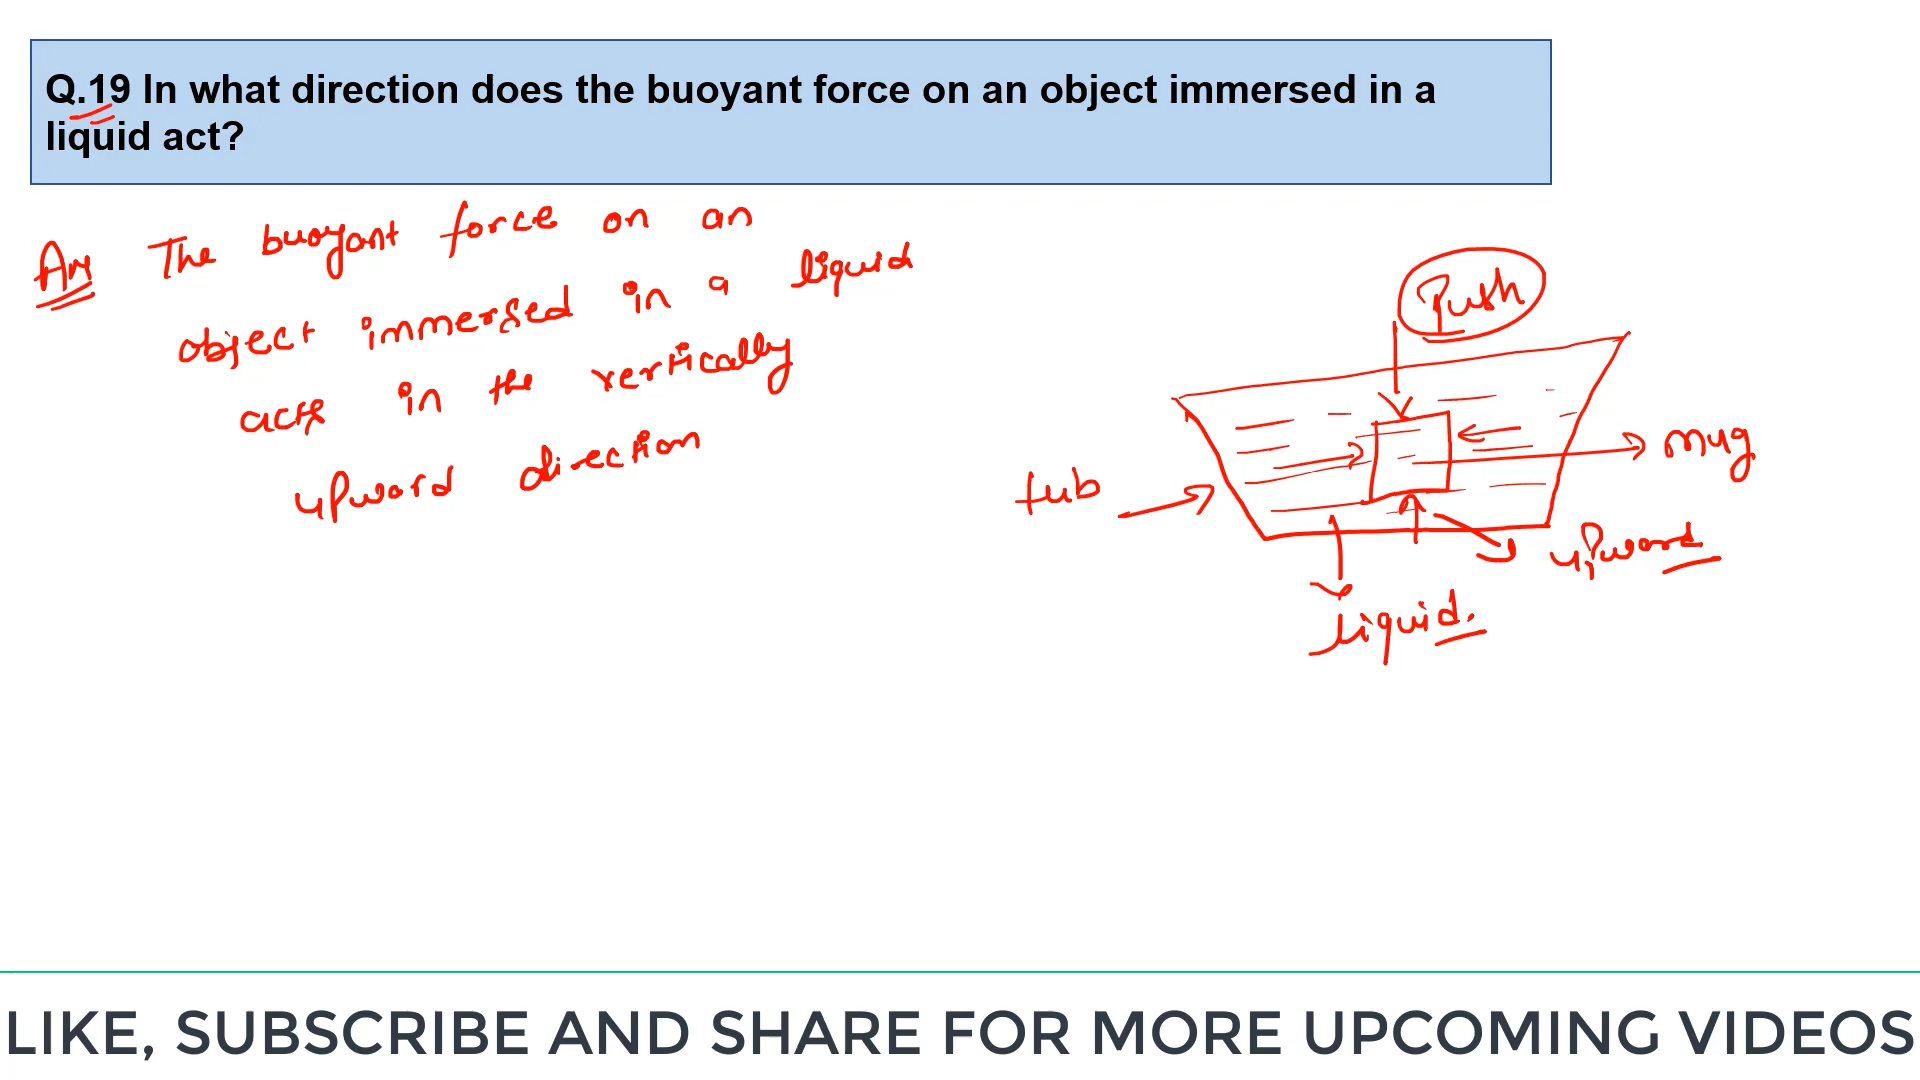 Q.19 In what direction does the buoyant force on an object immersed in a
liquid act?
Ans The buoyant force on an
object immersed in a liquid
acts in the vertically
upward direction
Push
mug
tub
upward
liquid.
LIKE, SUBSCRIBE AND SHARE FOR MORE UPCOMING VIDEOS